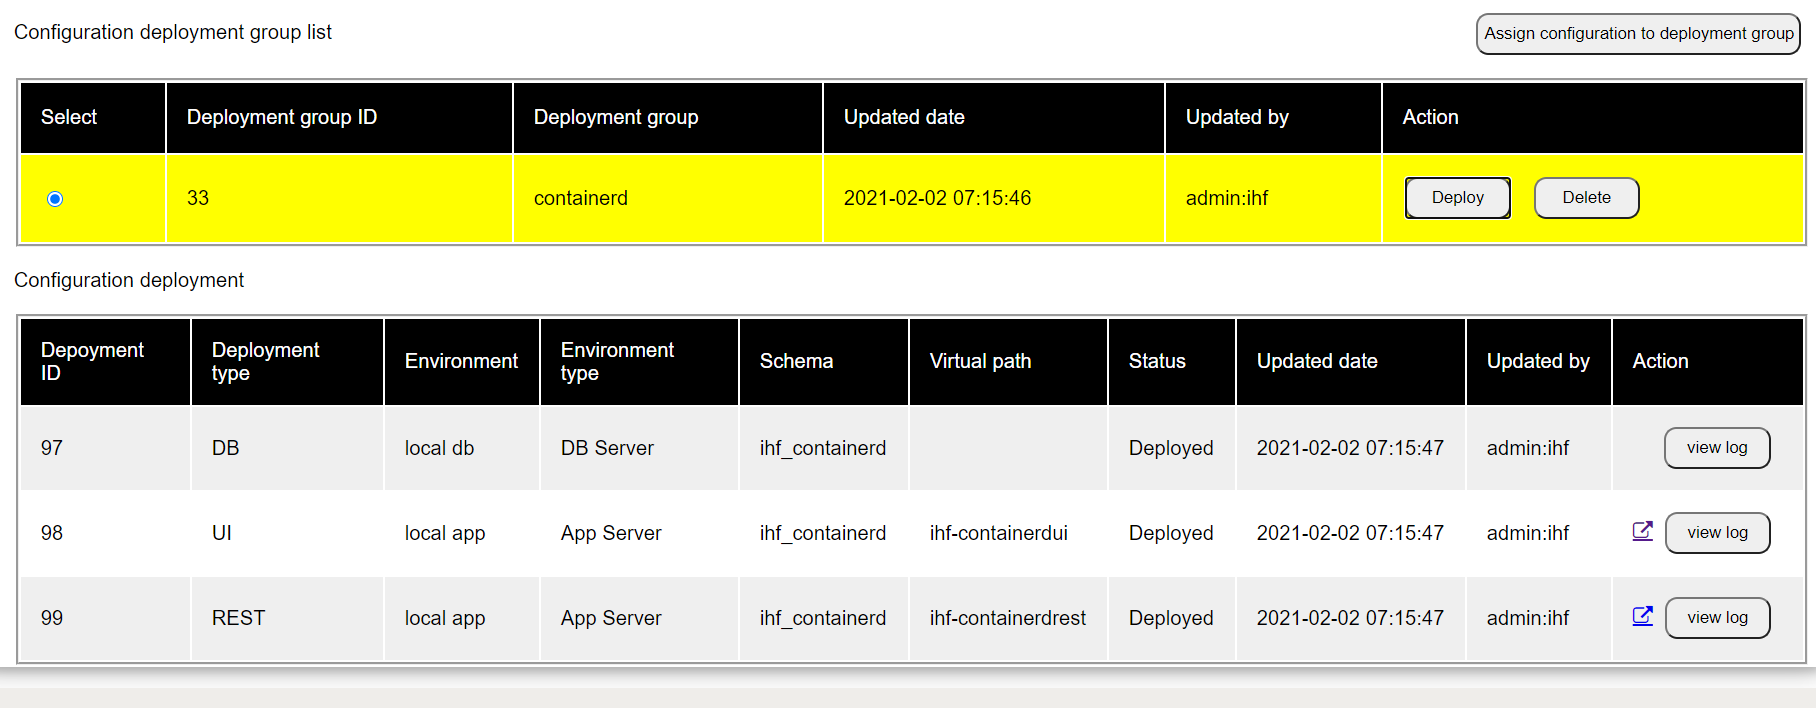 Configuration deployment group list
Assign configuration to deployment group
Select Deployment group ID Deployment group Updated date Updated by Action
33 containerd 2021-02-02 07:15:46 admin:ihf Deploy Delete
Configuration deployment
Depoyment ID Deployment type Environment Environment type Schema Virtual path Status Updated date Updated by Action
97 DB local db DB Server ihf_containerd Deployed 2021-02-02 07:15:47 admin:ihf view log
98 UI local app App Server ihf_containerd ihf-containerdui Deployed 2021-02-02 07:15:47 admin:ihf view log
99 REST local app App Server ihf_containerd ihf-containerdrest Deployed 2021-02-02 07:15:47 admin:ihf view log